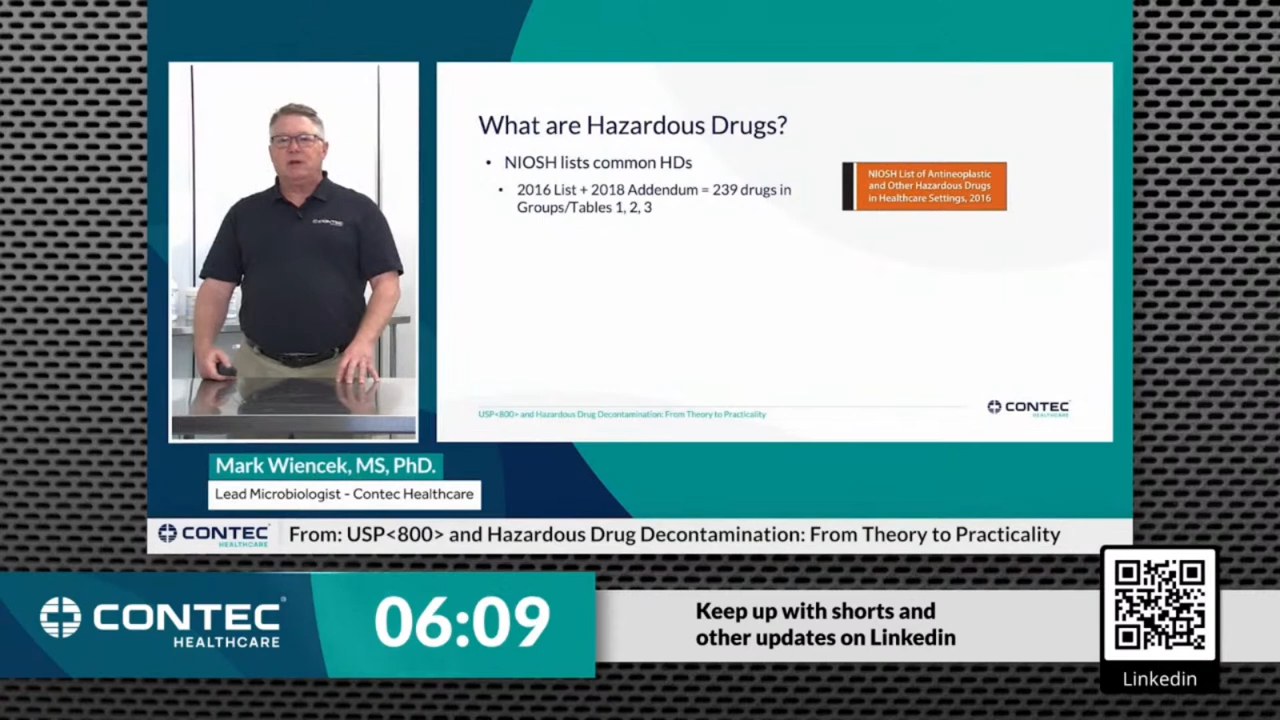 What are Hazardous Drugs?
• NIOSH lists common HDs
• 2016 List + 2018 Addendum = 239 drugs in
Groups/Tables 1, 2, 3
NIOSH List of Antineoplastic
and Other Hazardous Drugs
in Healthcare Settings, 2016
CONTEC
USP<800> and Hazardous Drug Decontamination: From Theory to Practicality
CONTEC
HEALTHCARE
Mark Wiencek, MS, PhD.
Lead Microbiologist - Contec Healthcare
CONTEC
HEALTHCARE
From: USP<800> and Hazardous Drug Decontamination: From Theory to Practicality
CONTEC®
HEALTHCARE
06:09
Keep up with shorts and
other updates on Linkedin
Linkedin